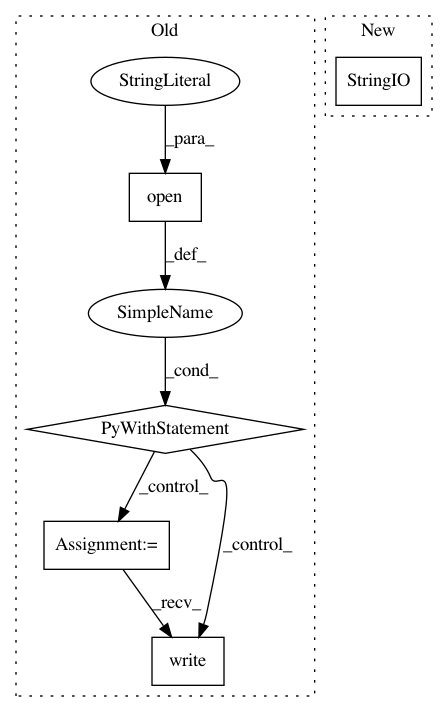 Old
New
StringLiteral
StringIO
_para_
open
_def_
SimpleName
_cond_
PyWithStatement
_control_
_control_
Assignment:=
_recv_
write